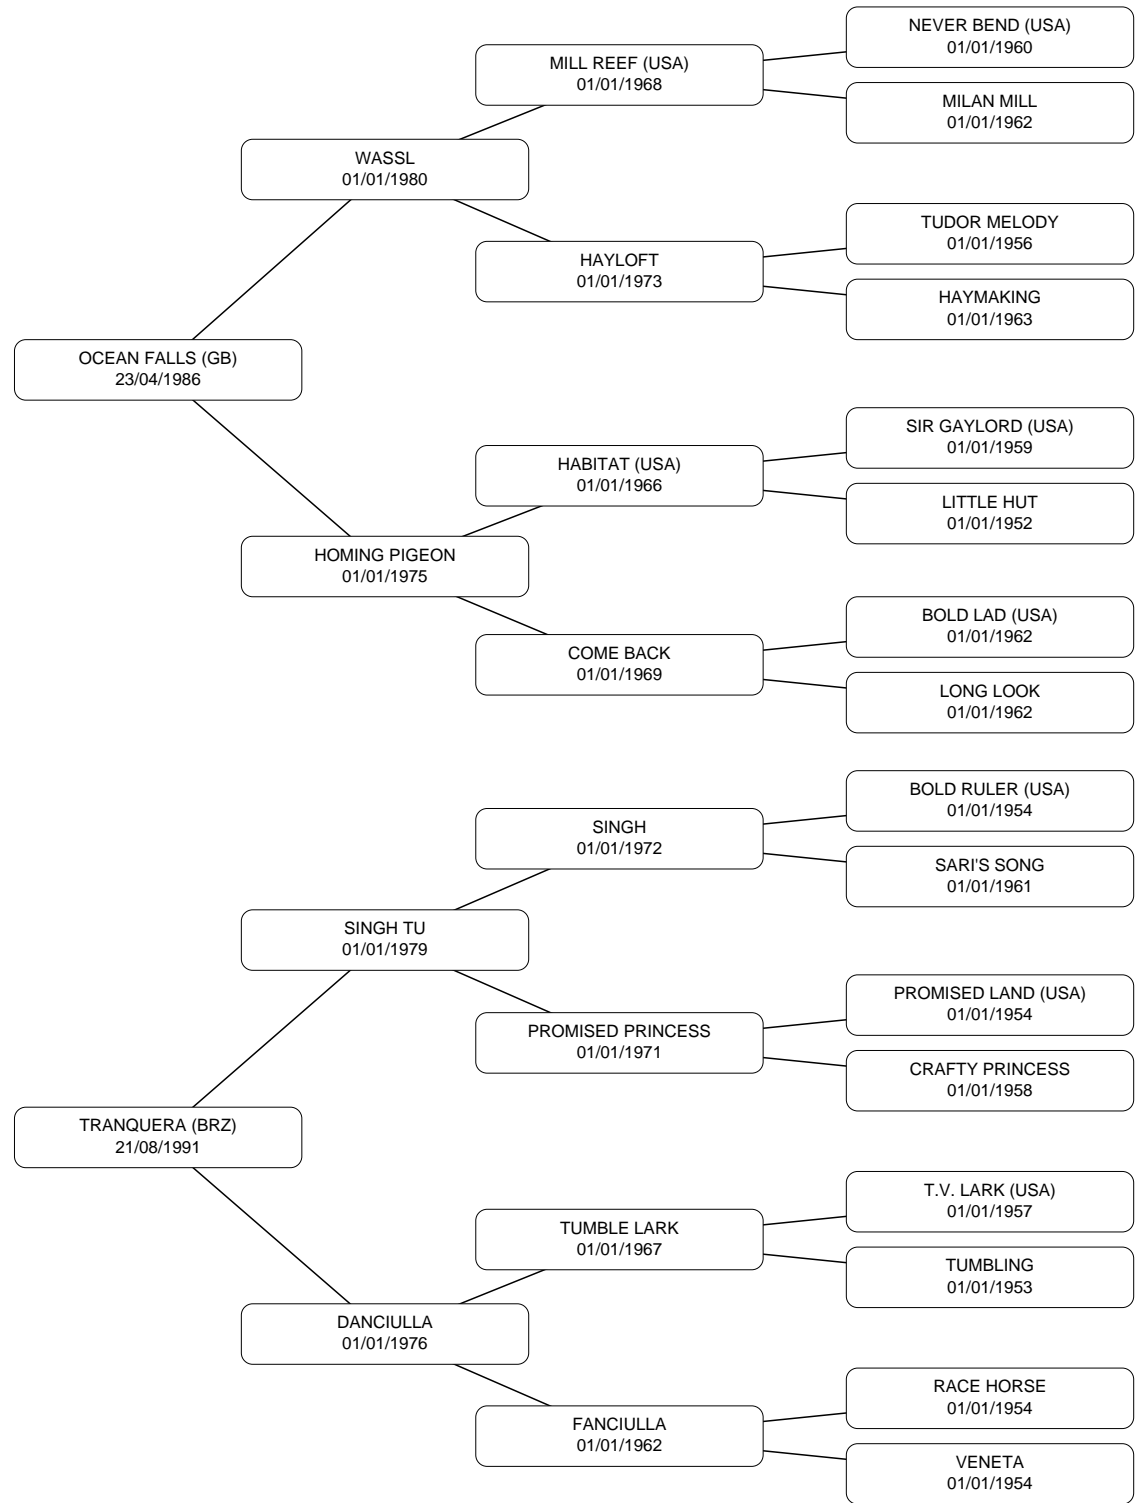 NEVER BEND (USA)
01/01/1960
MILL REEF (USA)
01/01/1968
MILAN MILL
01/01/1962
WASSL
01/01/1980
TUDOR MELODY
01/01/1956
HAYLOFT
01/01/1973
HAYMAKING
01/01/1963
OCEAN FALLS (GB)
23/04/1986
SIR GAYLORD (USA)
01/01/1959
HABITAT (USA)
01/01/1966
LITTLE HUT
01/01/1952
HOMING PIGEON
01/01/1975
BOLD LAD (USA)
01/01/1962
COME BACK
01/01/1969
LONG LOOK
01/01/1962
BOLD RULER (USA)
01/01/1954
SINGH
01/01/1972
SARI'S SONG
01/01/1961
SINGH TU
01/01/1979
PROMISED LAND (USA)
01/01/1954
PROMISED PRINCESS
01/01/1971
CRAFTY PRINCESS
01/01/1958
TRANQUERA (BRZ)
21/08/1991
T.V. LARK (USA)
01/01/1957
TUMBLE LARK
01/01/1967
TUMBLING
01/01/1953
DANCIULLA
01/01/1976
RACE HORSE
01/01/1954
FANCIULLA
01/01/1962
VENETA
01/01/1954